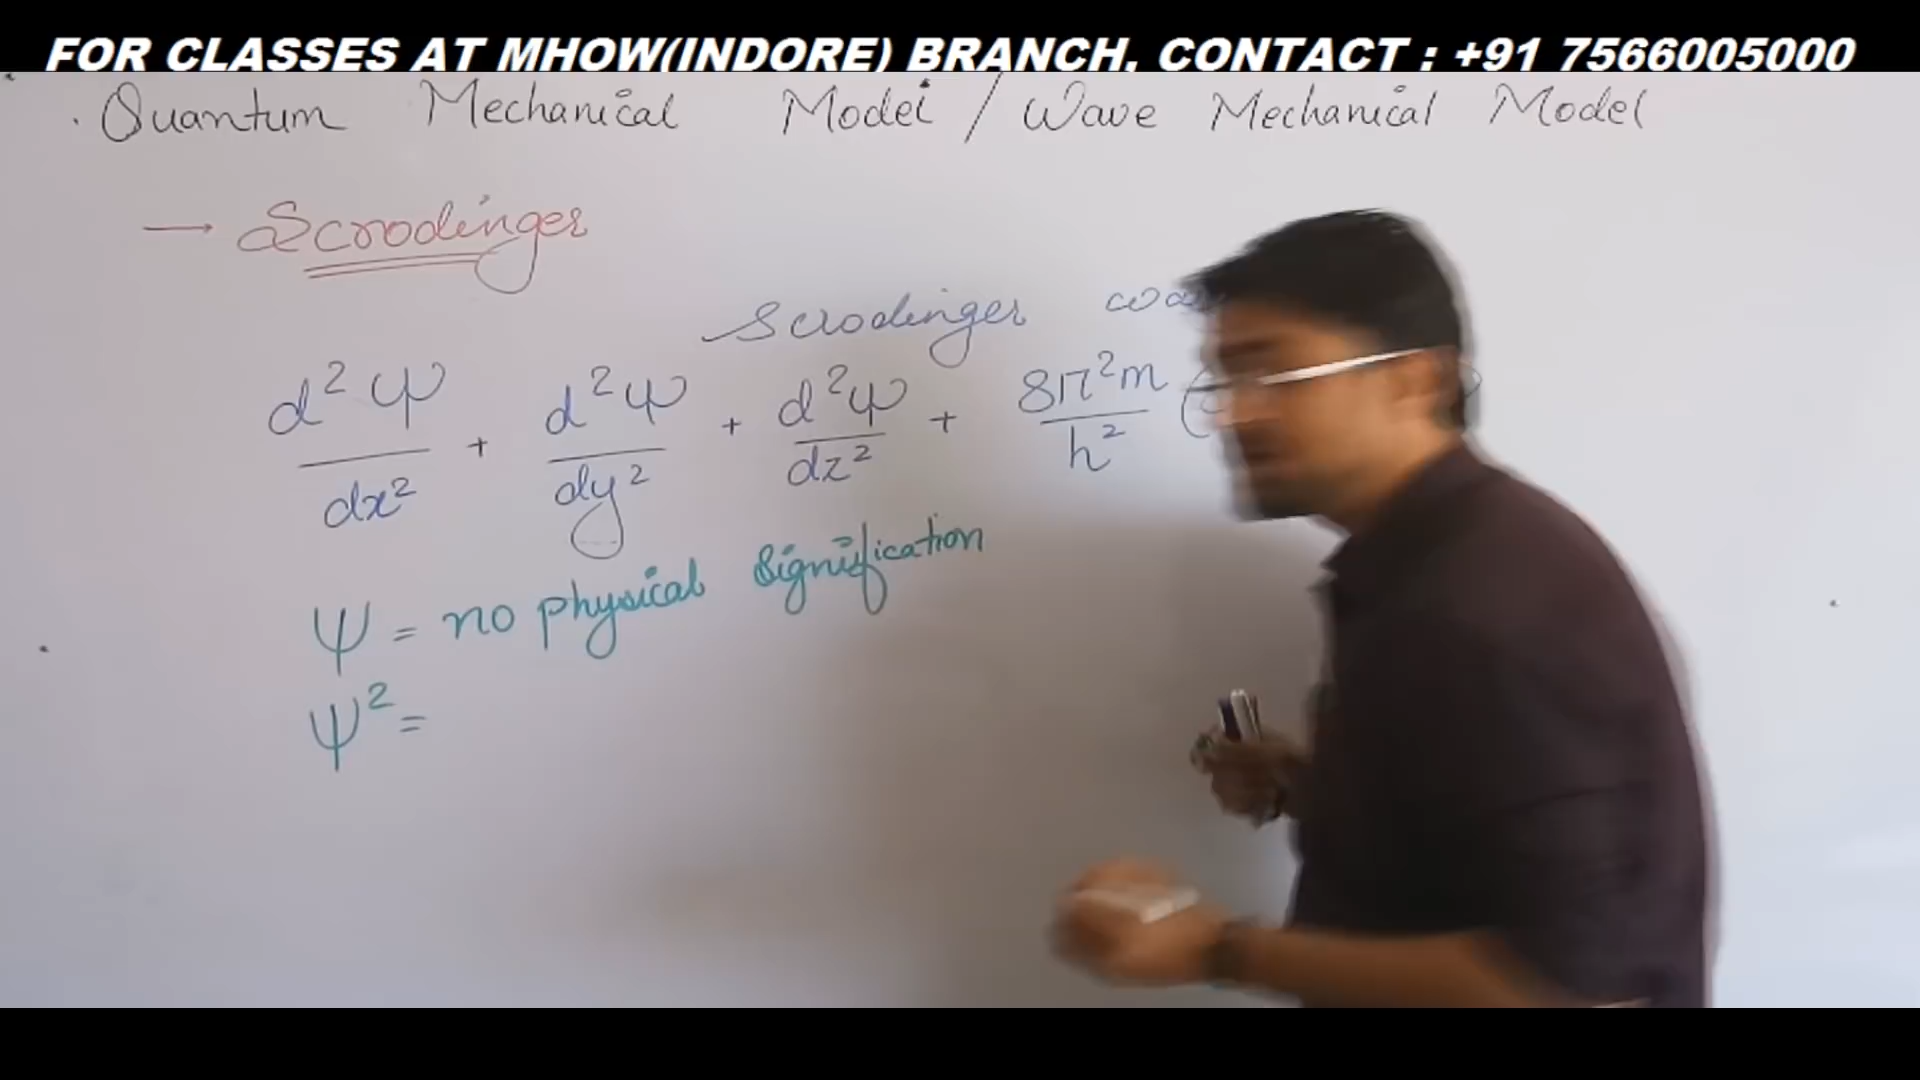 FOR CLASSES AT MHOW(INDORE) BRANCH, CONTACT : +91 7566005000
. Quantum Mechanical Model / Wave Mechanical Model
→ Scrodinger
Scrodinger
d²ψ/dx² + d²ψ/dy² + d²ψ/dz² + 8π²m/h² (
ψ = no physical signification
ψ² =